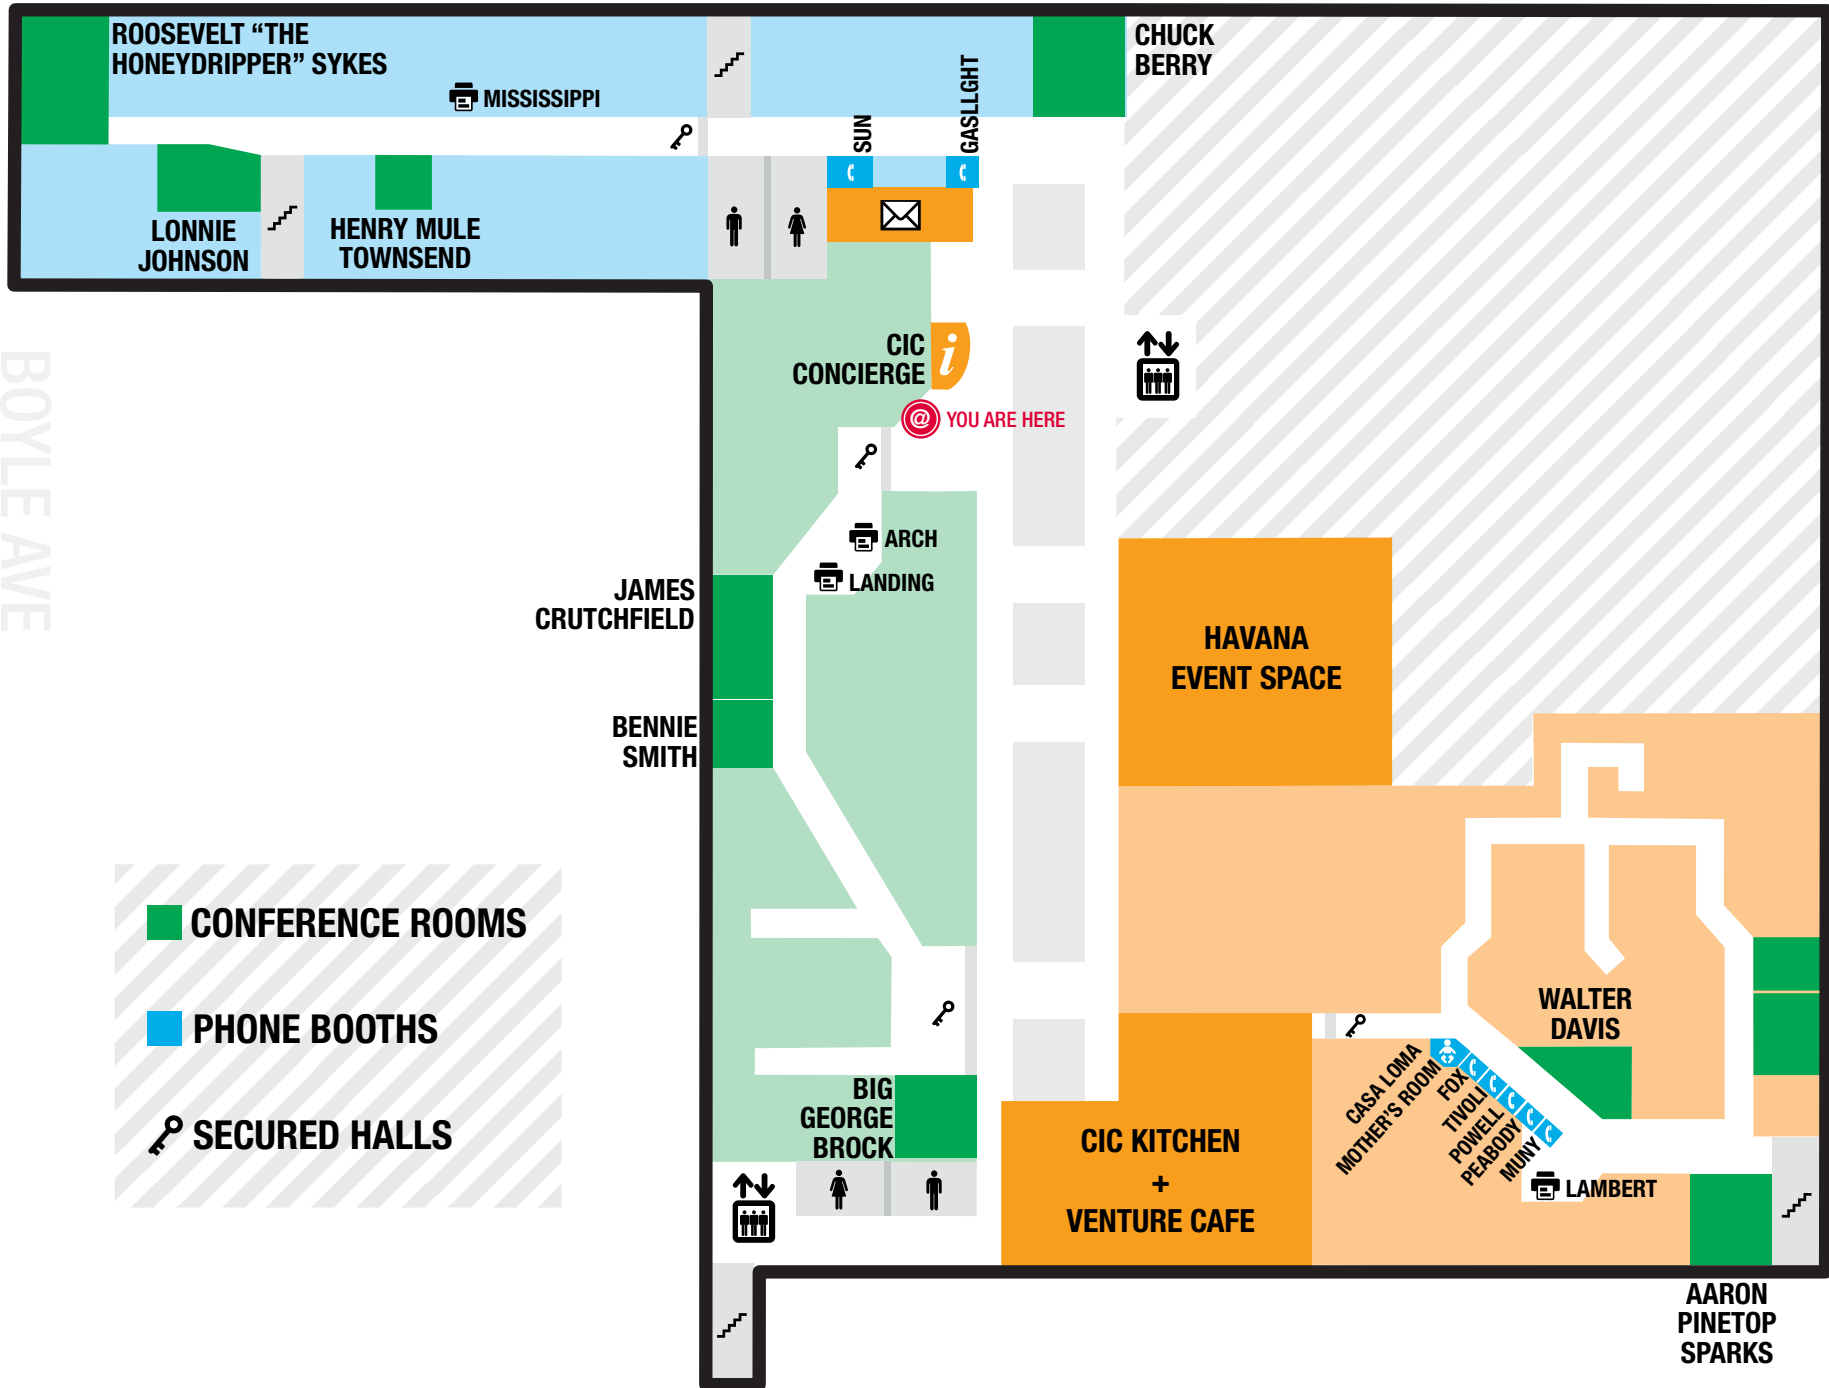 ROOSEVELT “THE
HONEYDRIPPER” SYKES
MISSISSIPPI
CHUCK
BERRY
SUN
GASLLGHT
LONNIE
JOHNSON
HENRY MULE
TOWNSEND
CIC
CONCIERGE
i
@ YOU ARE HERE
BOYLE AVE
ARCH
LANDING
JAMES
CRUTCHFIELD
BENNIE
SMITH
HAVANA
EVENT SPACE
CONFERENCE ROOMS
PHONE BOOTHS
SECURED HALLS
WALTER
DAVIS
CASA LOMA
MOTHER'S ROOM
FOX
TIVOLI
POWELL
PEABODY
MUNY
LAMBERT
BIG
GEORGE
BROCK
CIC KITCHEN
+
VENTURE CAFE
AARON
PINETOP
SPARKS